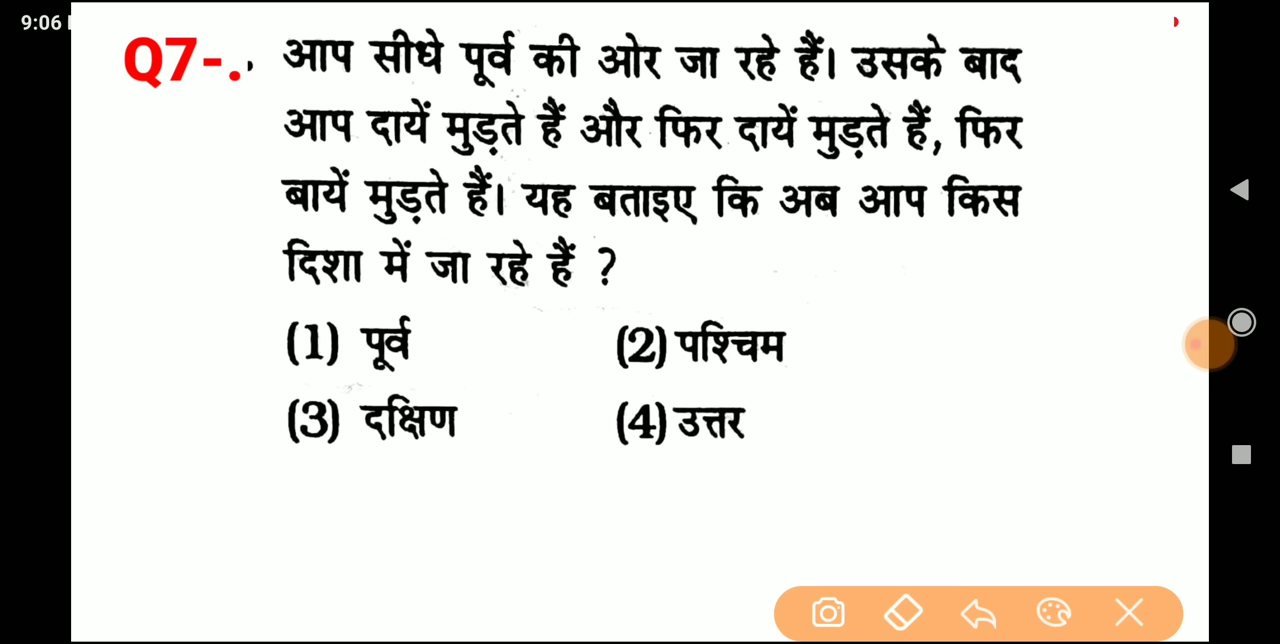 9:06
Q7-. आप सीधे पूर्व की ओर जा रहे हैं। उसके बाद
आप दायें मुड़ते हैं और फिर दायें मुड़ते हैं, फिर
बायें मुड़ते हैं। यह बताइए कि अब आप किस
दिशा में जा रहे हैं ?
(1) पूर्व (2) पश्चिम
(3) दक्षिण (4) उत्तर